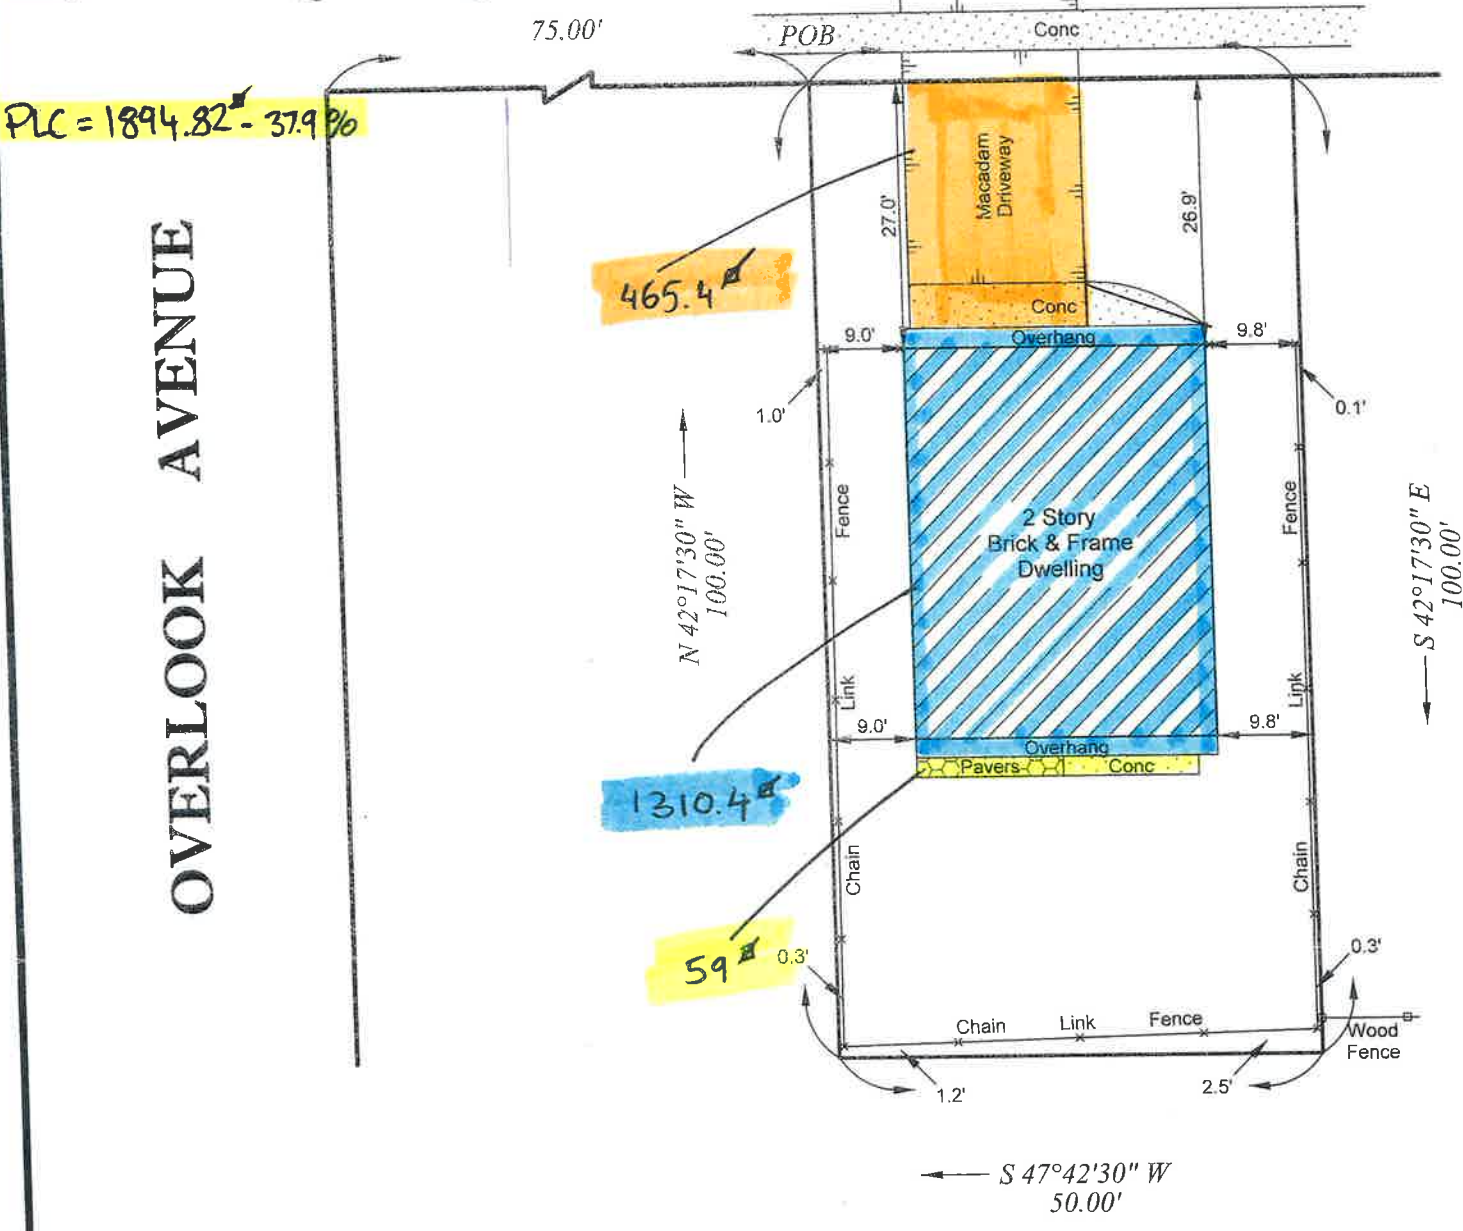 75.00'
POB
Conc
PLC = 1894.82 - 37.9%
OVERLOOK AVENUE
Macadam
Driveway
27.0'
26.9'
465.4
Conc
Overhang
9.0'
9.8'
1.0'
0.1'
Fence
Fence
N 42°17'30" W
100.00'
S 42°17'30" E
100.00'
2 Story
Brick & Frame
Dwelling
Link
Link
9.0'
9.8'
Overhang
Pavers
Conc
1310.4
Chain
Chain
59
0.3'
0.3'
Chain Link Fence
Wood
Fence
1.2'
2.5'
S 47°42'30" W
50.00'